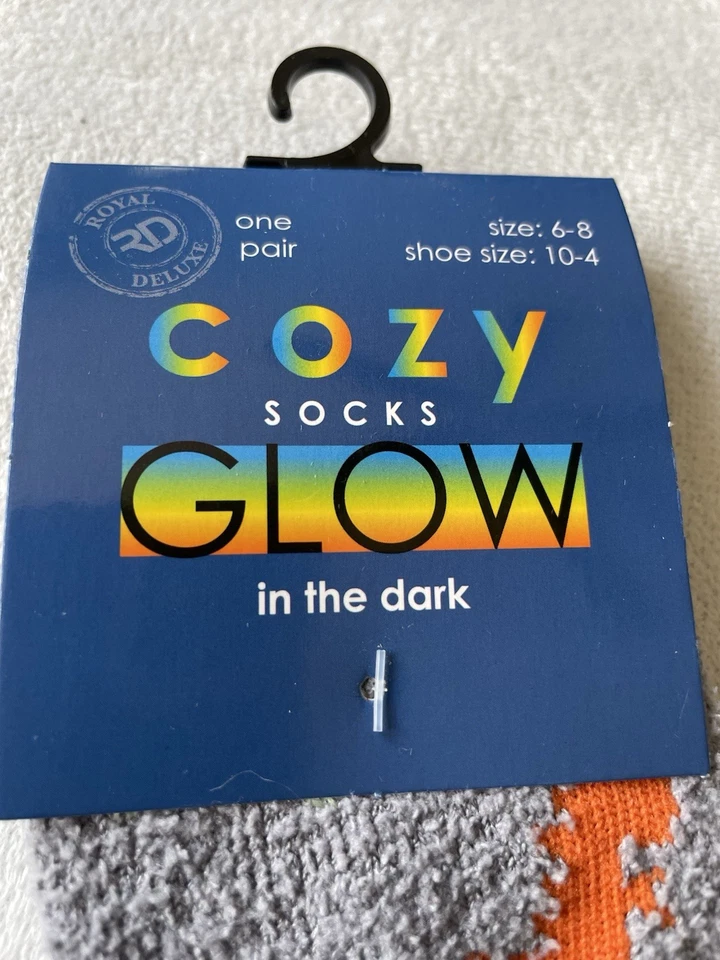 ROYAL
RD
DELUXE
one
pair
size: 6-8
shoe size: 10-4
cozy
SOCKS
GLOW
in the dark